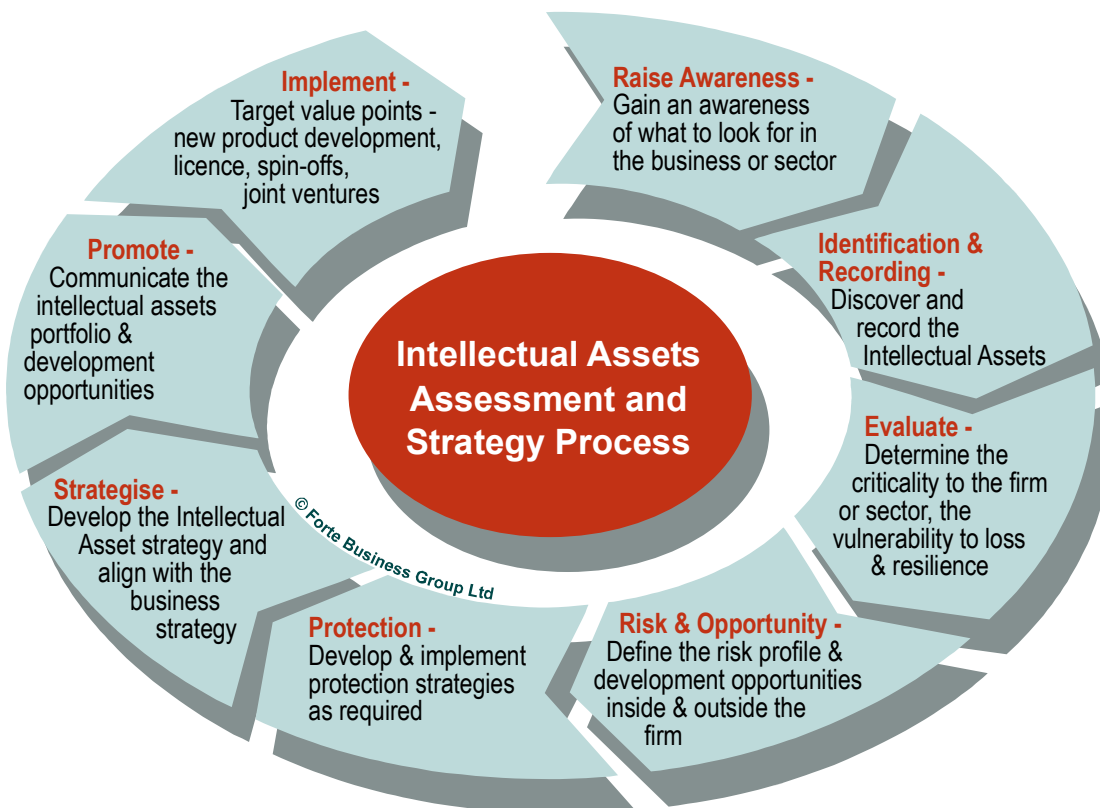 Intellectual Assets
Assessment and
Strategy Process
Raise Awareness -
Gain an awareness
of what to look for in
the business or sector
Identification &
Recording -
Discover and
record the
Intellectual Assets
Evaluate -
Determine the
criticality to the firm
or sector, the
vulnerability to loss
& resilience
Risk & Opportunity -
Define the risk profile &
development opportunities
inside & outside the
firm
Protection -
Develop & implement
protection strategies
as required
Strategise -
Develop the Intellectual
Asset strategy and
align with the
business
strategy
Promote -
Communicate the
intellectual assets
portfolio &
development
opportunities
Implement -
Target value points -
new product development,
licence, spin-offs,
joint ventures
© Forte Business Group Ltd